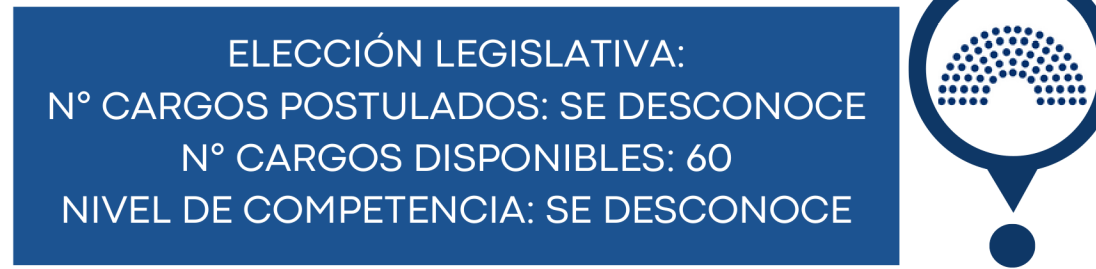 ELECCIÓN LEGISLATIVA:
N° CARGOS POSTULADOS: SE DESCONOCE
N° CARGOS DISPONIBLES: 60
NIVEL DE COMPETENCIA: SE DESCONOCE